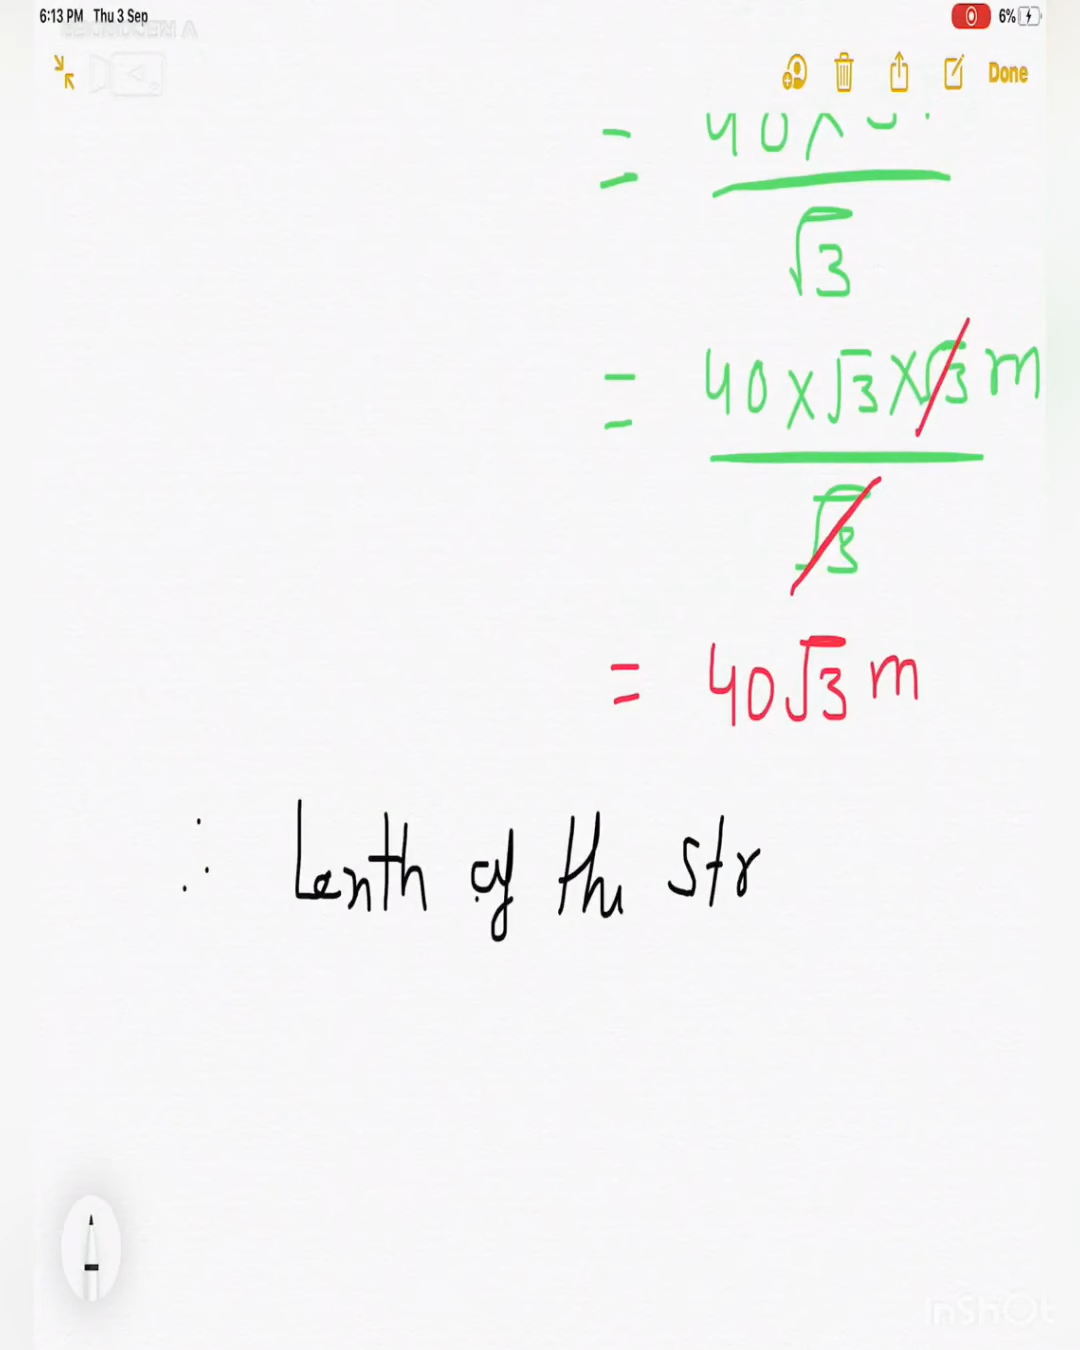 6:13 PM Thu 3 Sep
6%
Done
=
√3
= 40 x √3 x √3 m
√3
= 40√3 m
∴ Lenth of the str
InShOt